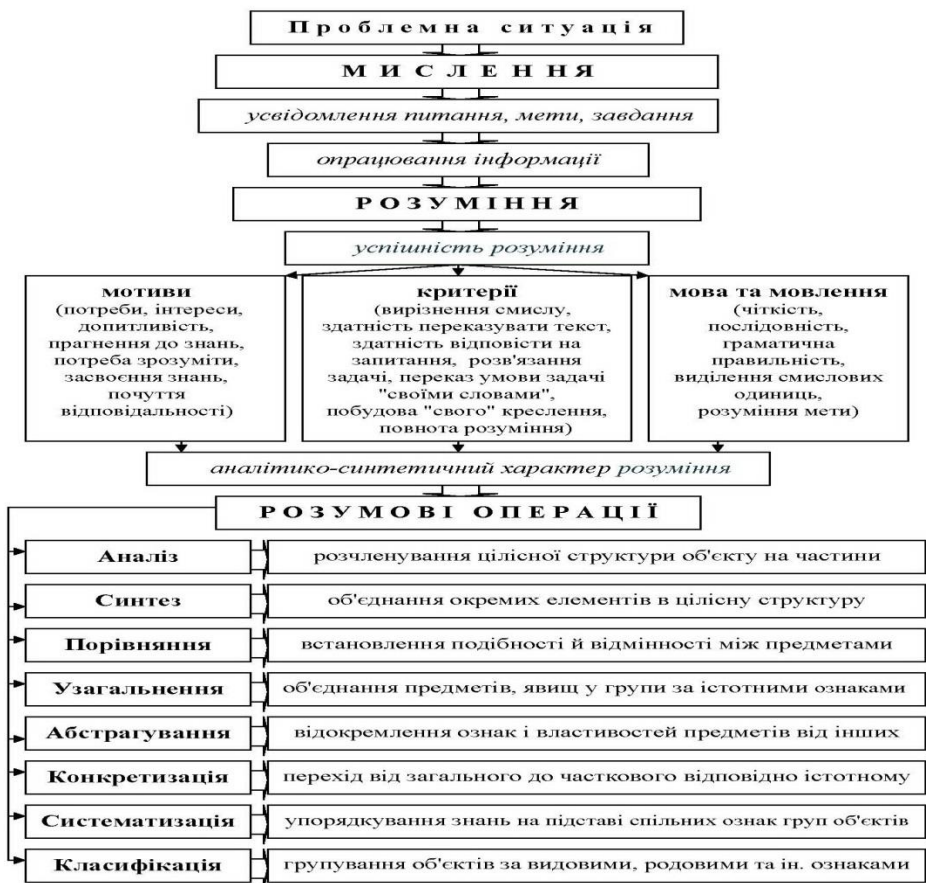 Проблемна ситуація
МИСЛЕННЯ
усвідомлення питання, мети, завдання
опрацювання інформації
РОЗУМІННЯ
успішність розуміння
мотиви
(потреби, інтереси,
допитливість,
прагнення до знань,
потреба зрозуміти,
засвоєння знань,
почуття
відповідальності)
критерії
(вирізнення смислу,
здатність переказувати текст,
здатність відповісти на
запитання, розв'язання
задачі, переказ умови задачі
"своїми словами",
побудова "свого" креслення,
повнота розуміння)
мова та мовлення
(чіткість,
послідовність,
граматична
правильність,
виділення смислових
одиниць,
розуміння мети)
аналітико-синтетичний характер розуміння
РОЗУМОВІ ОПЕРАЦІЇ
Аналіз
розчленування цілісної структури об'єкту на частини
Синтез
об'єднання окремих елементів в цілісну структуру
Порівняння
встановлення подібності й відмінності між предметами
Узагальнення
об'єднання предметів, явищ у групи за істотними ознаками
Абстрагування
відокремлення ознак і властивостей предметів від інших
Конкретизація
перехід від загального до часткового відповідно істотному
Систематизація
упорядкування знань на підставі спільних ознак груп об'єктів
Класифікація
групування об'єктів за видовими, родовими та ін. ознаками